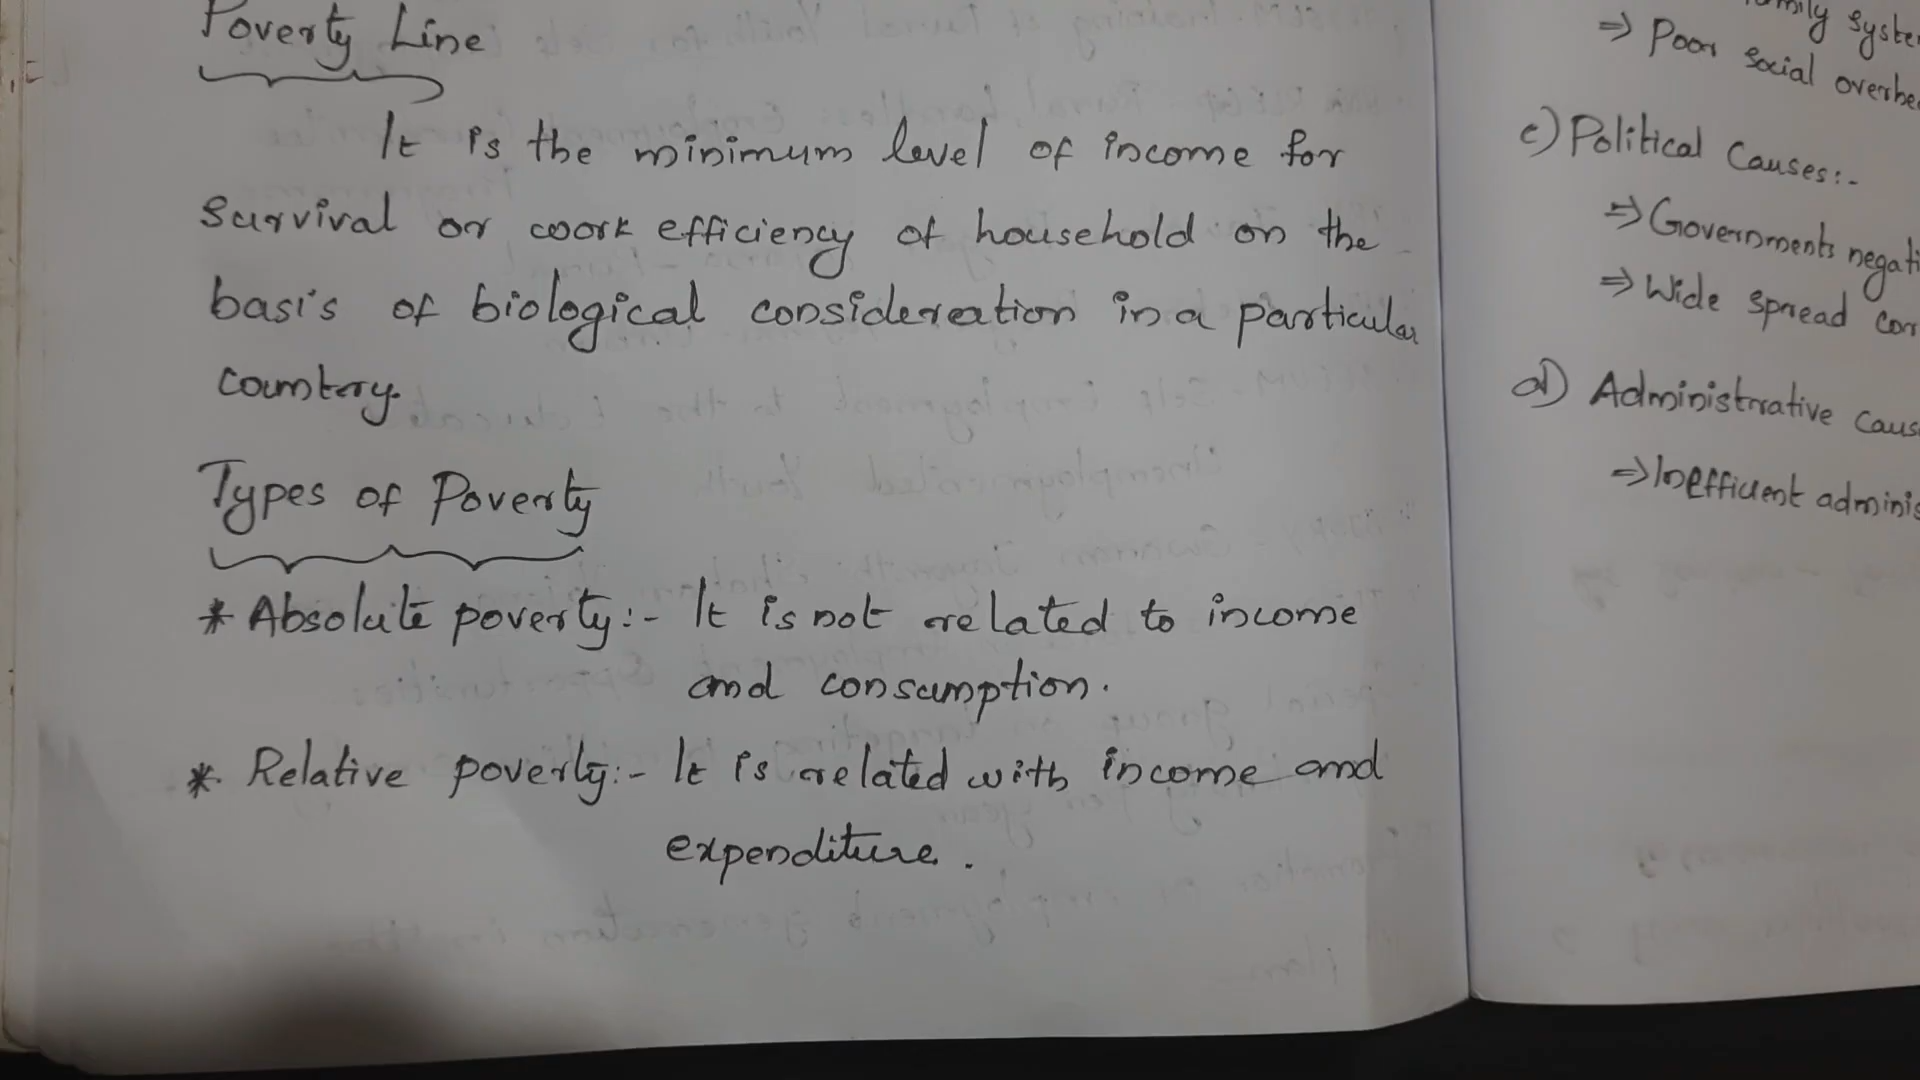 Poverty Line
It is the minimum level of income for
Survival or work efficiency of household on the
basis of biological consideration in a particular
country.
Types of Poverty
* Absolute poverty:- It is not related to income
and consumption.
* Relative poverty:- It is related with income and
expenditure.
family
=> Poor social
c) Political Causes:-
=> Governments
=> Wide spread
d) Administrative
=> Inefficient